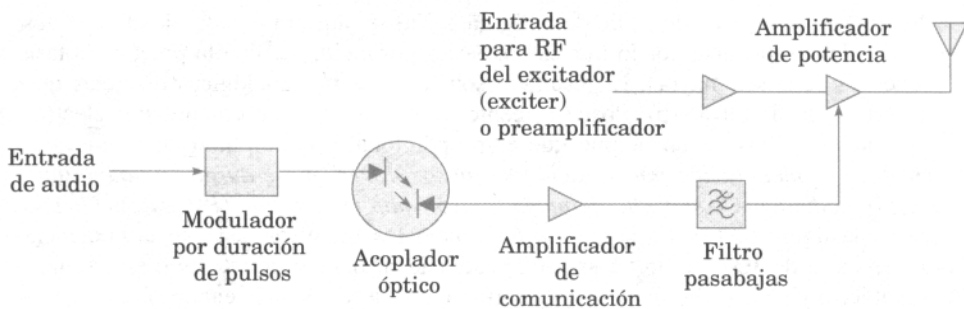 Entrada
para RF
del excitador
(exciter)
o preamplificador
Amplificador
de potencia
Entrada
de audio
Modulador
por duración
de pulsos
Acoplador
óptico
Amplificador
de
comunicación
Filtro
pasabajas